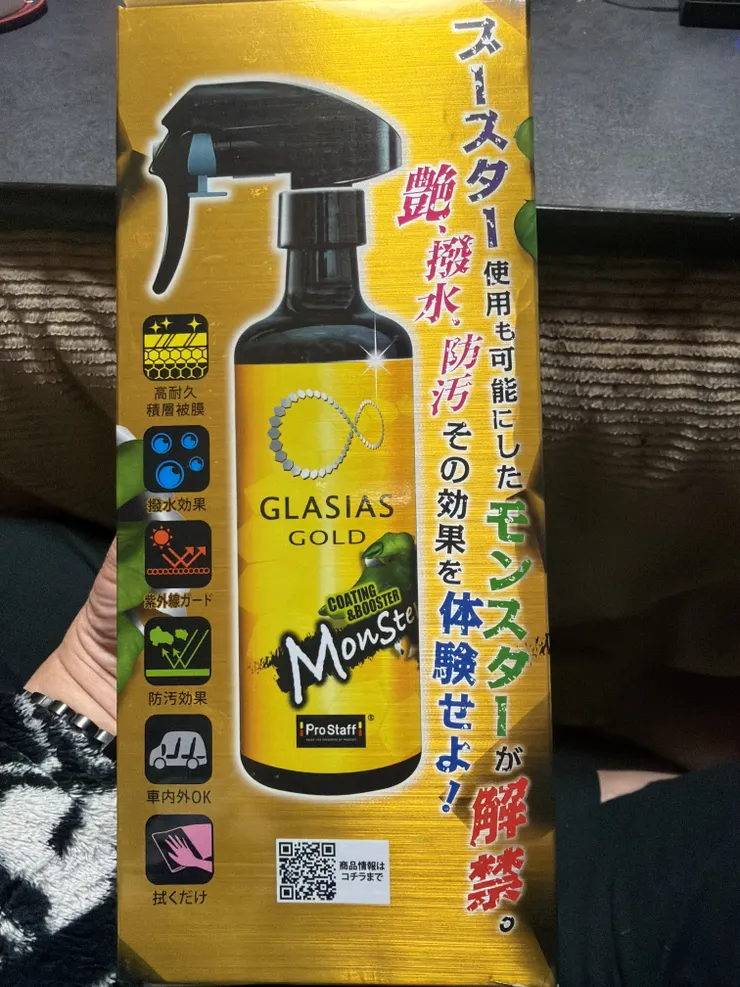 ブースター使用も可能にしたモンスターが解禁。
艶、撥水、防汚その効果を体験せよ！
高耐久
積層被膜
撥水効果
紫外線ガード
防汚効果
車内外OK
拭くだけ
GLASIAS
GOLD
COATING
&BOOSTER
Monste
ProStaff®
商品情報は
コチラまで